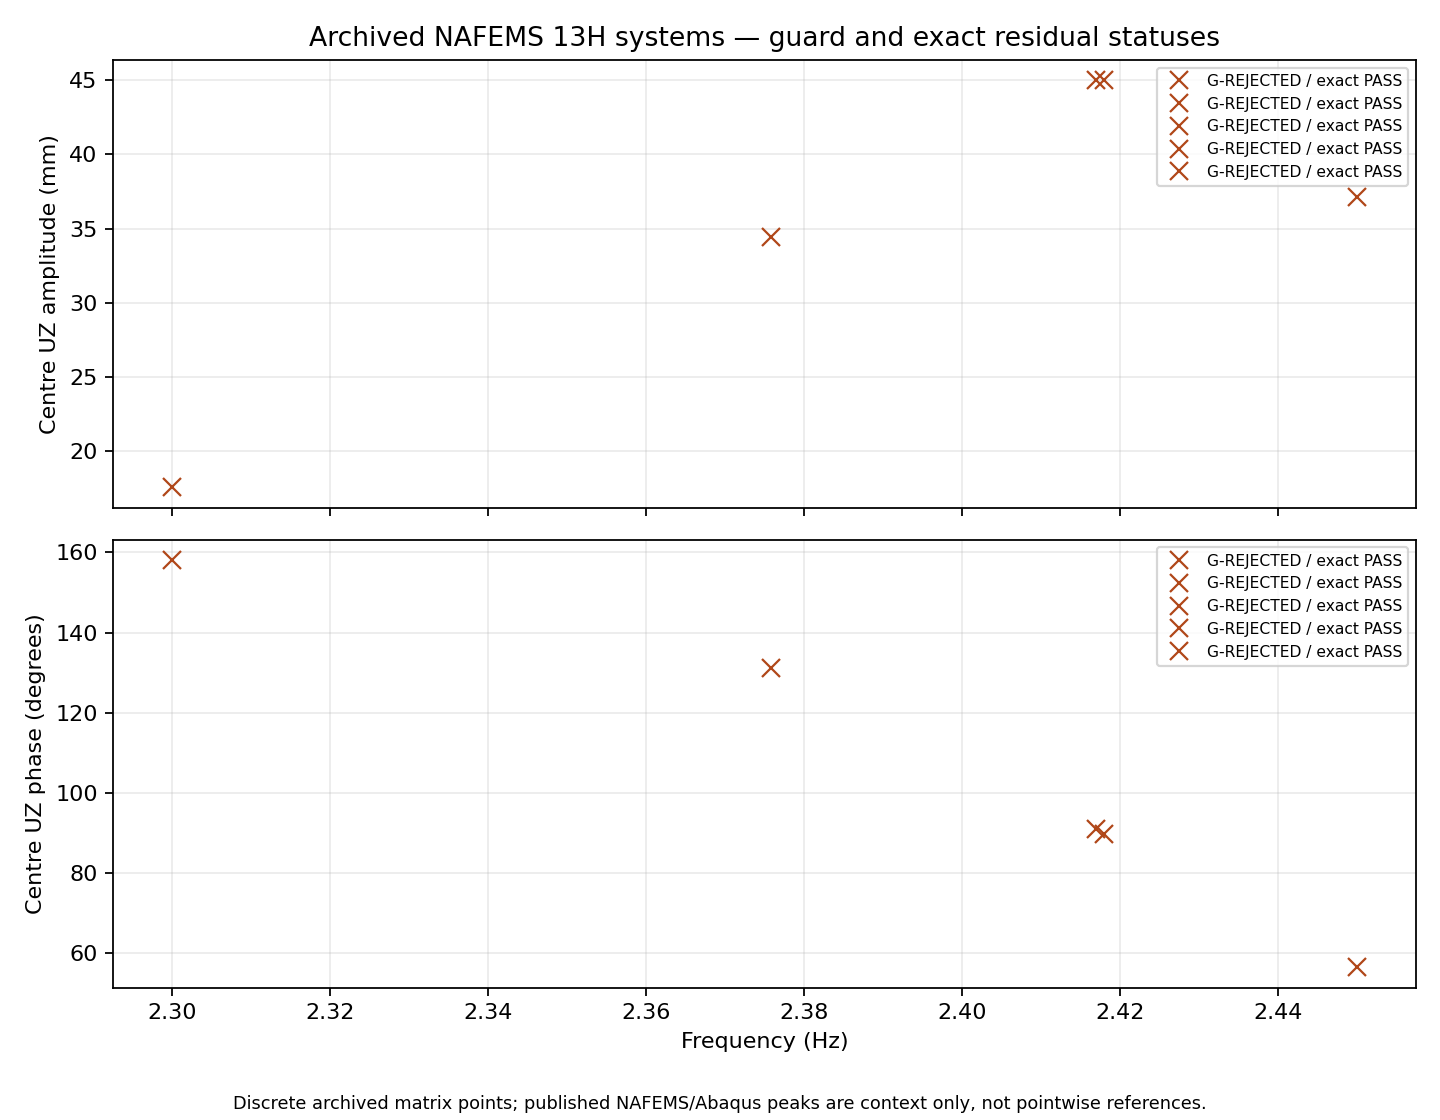 Archived NAFEMS 13H systems — guard and exact residual statuses
45
40
35
30
25
20
Centre UZ amplitude (mm)
G-REJECTED / exact PASS
G-REJECTED / exact PASS
G-REJECTED / exact PASS
G-REJECTED / exact PASS
G-REJECTED / exact PASS
160
140
120
100
80
60
Centre UZ phase (degrees)
G-REJECTED / exact PASS
G-REJECTED / exact PASS
G-REJECTED / exact PASS
G-REJECTED / exact PASS
G-REJECTED / exact PASS
2.30 2.32 2.34 2.36 2.38 2.40 2.42 2.44
Frequency (Hz)
Discrete archived matrix points; published NAFEMS/Abaqus peaks are context only, not pointwise references.